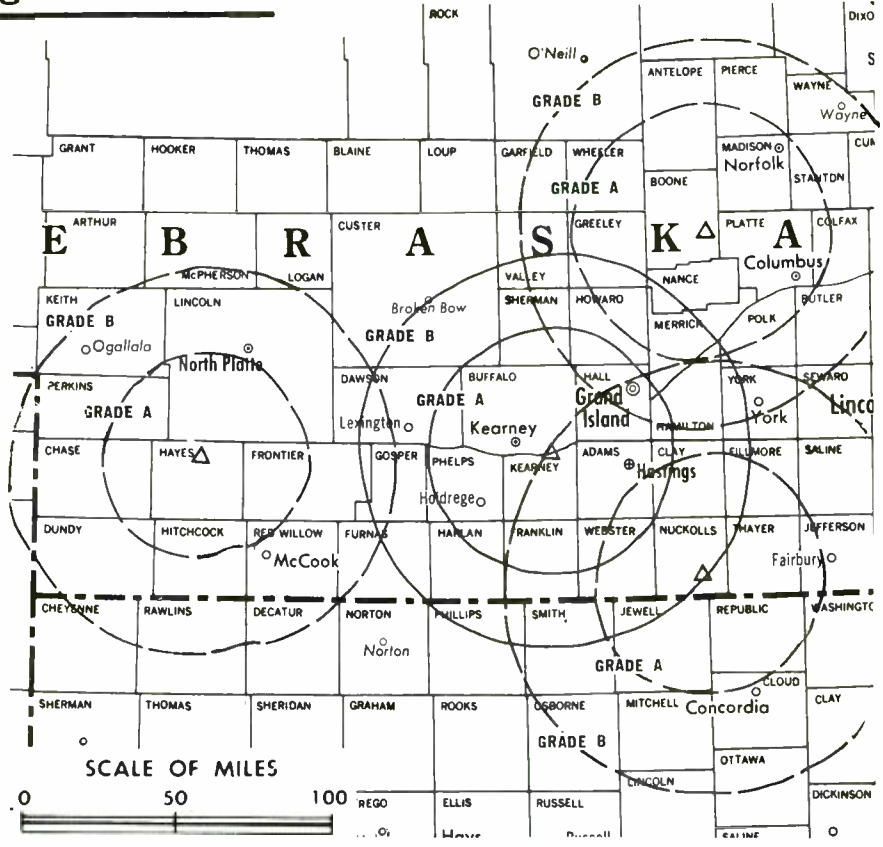 ROCK
DIXO
O'Neill
ANTELOPE PIERCE
WAYNE
GRADE B
Wayne
GRANT HOOKER THOMAS BLAINE LOUP GARFIELD WHEELER MADISON CUM
Norfolk
BOONE STANTON
GRADE A
ARTHUR CUSTER GREELEY PLATTE COLFAX
E B R A S K A
McPHERSON LOGAN VALLEY NANCE Columbus
KEITH LINCOLN Broken Bow SHERMAN HOWARD BUTLER
GRADE B MERRICK POLK
GRADE B
Ogallala North Platte
PERKINS DAWSON BUFFALO HALL YORK SEWARD
GRADE A GRADE A Grand Island York Linco
Lexington Kearney HAMILTON
CHASE HAYES FRONTIER GOSPER PHELPS KEARNEY ADAMS CLAY FILLMORE SALINE
Hastings
Holdrege
DUNDY HITCHCOCK RED WILLOW FURNAS HARLAN FRANKLIN WEBSTER NUCKOLLS THAYER JEFFERSON
McCook Fairbury
CHEYENNE RAWLINS DECATUR NORTON PHILLIPS SMITH JEWELL REPUBLIC WASHINGTO
Norton
GRADE A
CLOUD
SHERMAN THOMAS SHERIDAN GRAHAM ROOKS OSBORNE MITCHELL Concordia CLAY
GRADE B
OTTAWA
SCALE OF MILES
LINCOLN
0 50 100
REGO ELLIS RUSSELL DICKINSON
Hays Russell SALINE